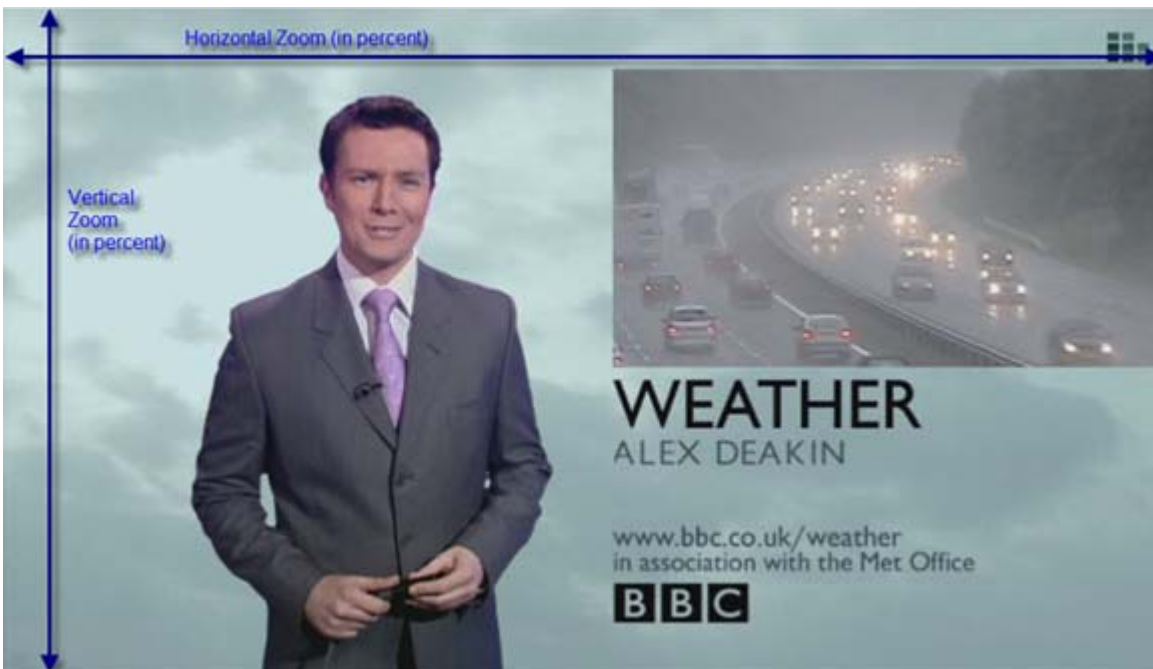 Horizontal Zoom (in percent)
Vertical
Zoom
(in percent)
WEATHER
ALEX DEAKIN
www.bbc.co.uk/weather
in association with the Met Office
BBC